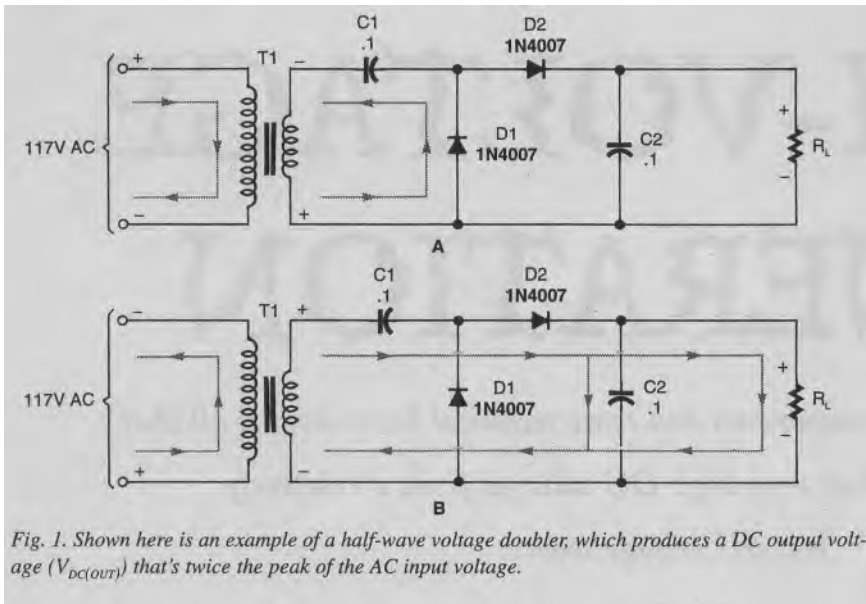 C1
.1
D2
1N4007
+
T1
–
117V AC
D1
1N4007
C2
.1
+
–
RL
–
+
A
C1
.1
D2
1N4007
–
T1
+
117V AC
D1
1N4007
C2
.1
+
–
RL
+
–
B
Fig. 1. Shown here is an example of a half-wave voltage doubler, which produces a DC output volt-
age (VDC(OUT)) that's twice the peak of the AC input voltage.